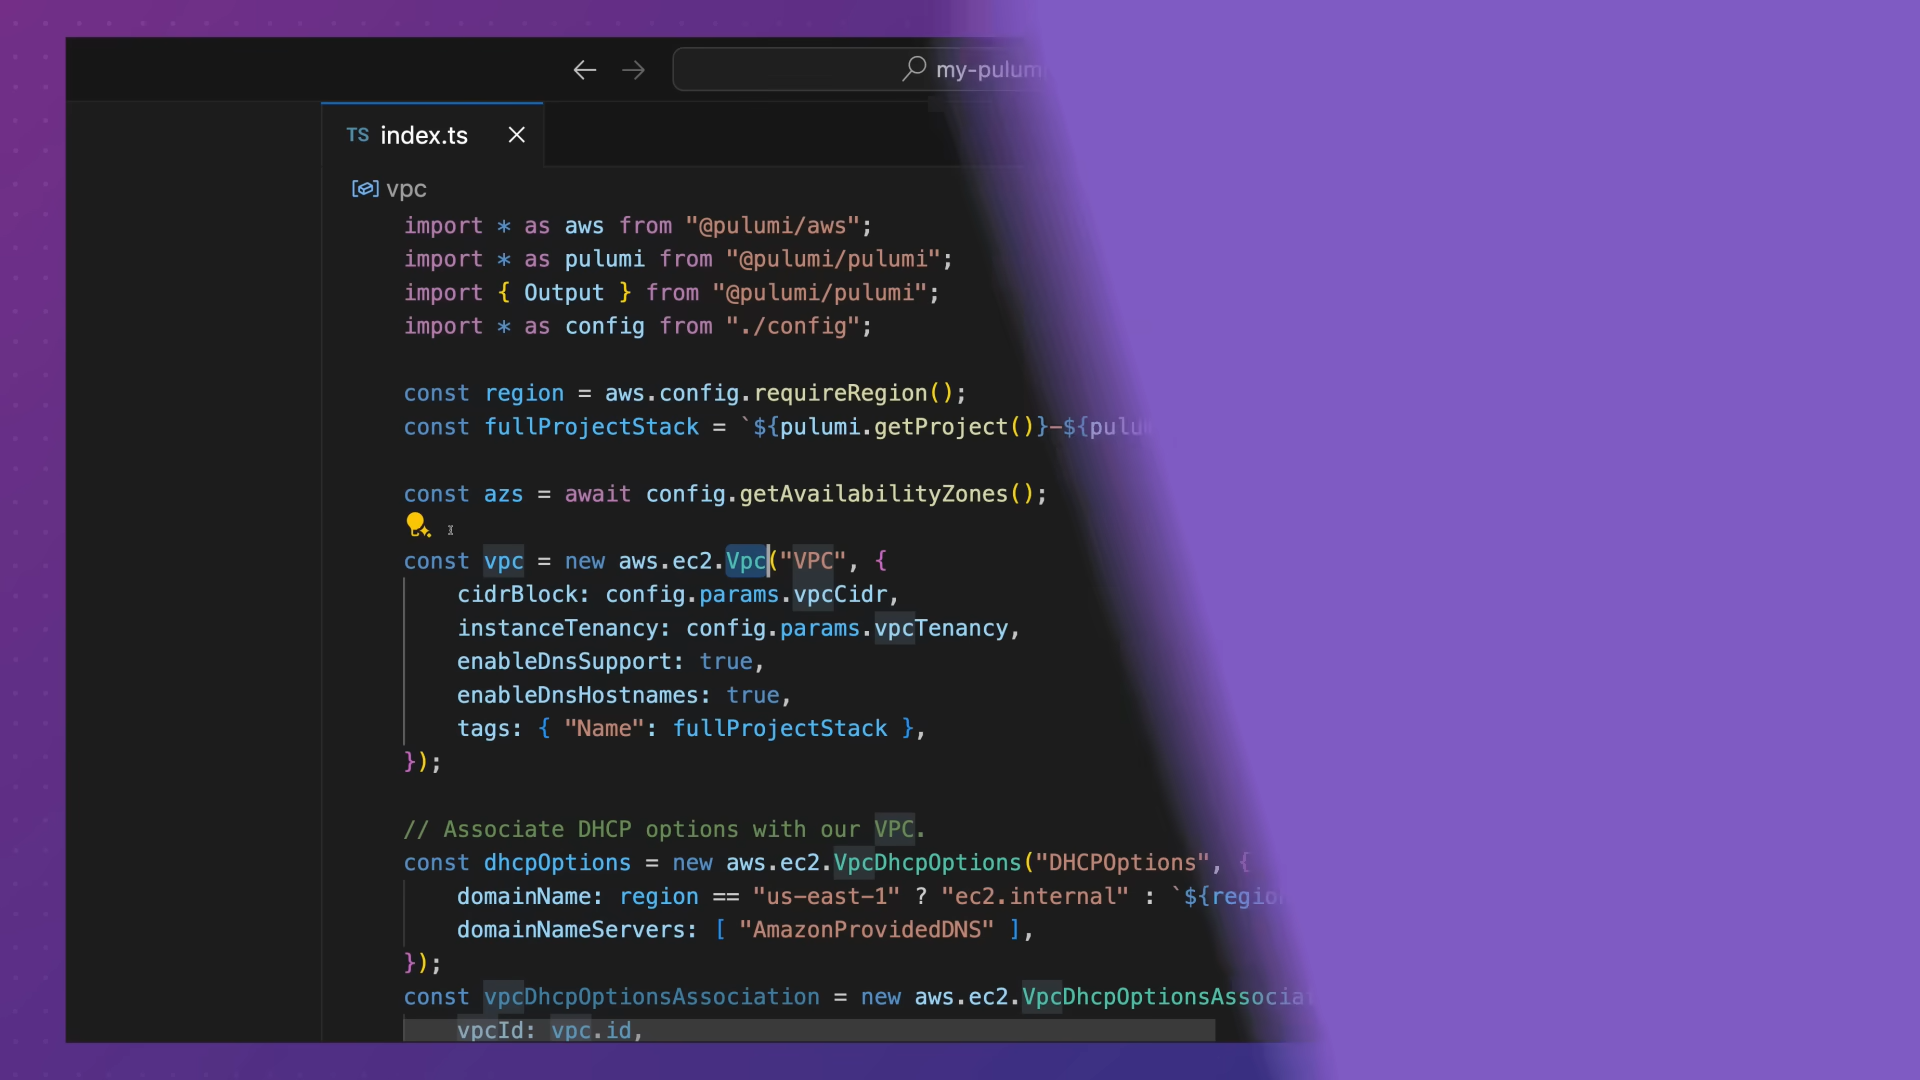 my-pulum
TS index.ts
vpc
import * as aws from "@pulumi/aws";
import * as pulumi from "@pulumi/pulumi";
import { Output } from "@pulumi/pulumi";
import * as config from "./config";
const region = aws.config.requireRegion();
const fullProjectStack = `${pulumi.getProject()}-${pulu
const azs = await config.getAvailabilityZones();
const vpc = new aws.ec2.Vpc("VPC", {
cidrBlock: config.params.vpcCidr,
instanceTenancy: config.params.vpcTenancy,
enableDnsSupport: true,
enableDnsHostnames: true,
tags: { "Name": fullProjectStack },
});
// Associate DHCP options with our VPC.
const dhcpOptions = new aws.ec2.VpcDhcpOptions("DHCPOptions", {
domainName: region == "us-east-1" ? "ec2.internal" : `${regio
domainNameServers: [ "AmazonProvidedDNS" ],
});
const vpcDhcpOptionsAssociation = new aws.ec2.VpcDhcpOptionsAssocia
vpcId: vpc.id,